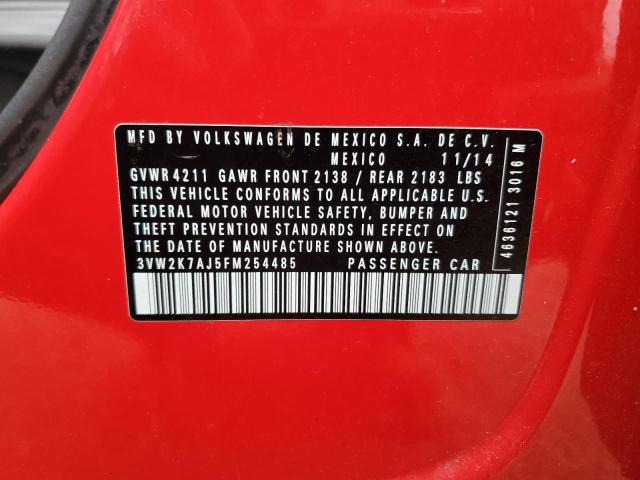 MFD BY VOLKSWAGEN DE MEXICO S.A. DE C.V.
MEXICO 11/14
GVWR 4211 GAWR FRONT 2138 / REAR 2183 LBS
THIS VEHICLE CONFORMS TO ALL APPLICABLE U.S.
FEDERAL MOTOR VEHICLE SAFETY, BUMPER AND
THEFT PREVENTION STANDARDS IN EFFECT ON
THE DATE OF MANUFACTURE SHOWN ABOVE.
3VW2K7AJ5FM254485 PASSENGER CAR
4636121 3016 M